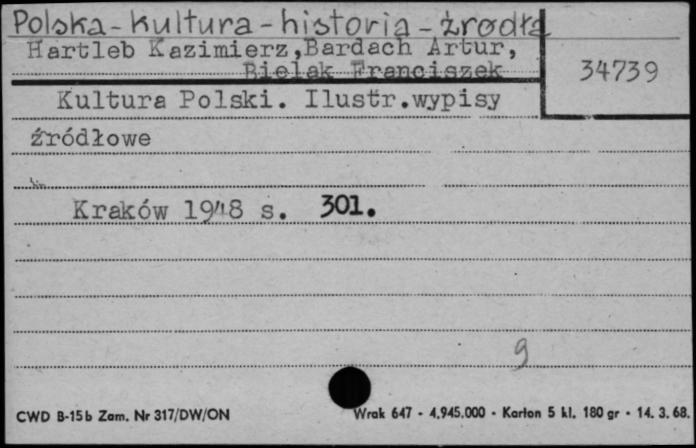 Polska - kultura - historia - źrodła
Hartleb Kazimierz, Bardach Artur,
Bielak Franciszek
34739
Kultura Polski. Ilustr.wypisy
źródłowe
Kraków 1948 s. 301.
9
CWD B-15b Zam. Nr 317/DW/ON
Wrak 647 - 4.945.000 - Karton 5 kl. 180 gr - 14. 3. 68.